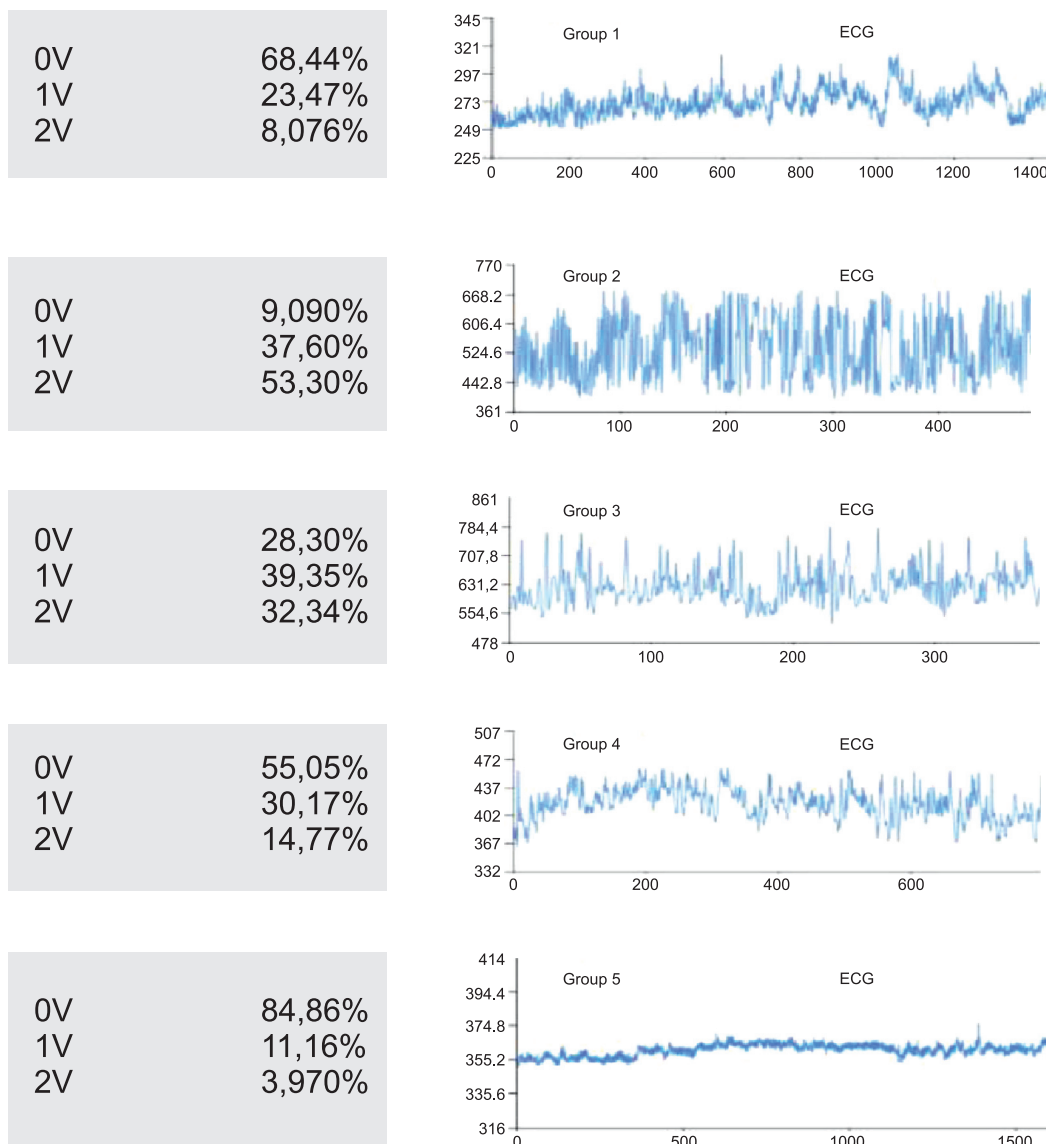 0V 68,44%
1V 23,47%
2V 8,076%
345
321
297
273
249
225
Group 1 ECG
0 200 400 600 800 1000 1200 1400
0V 9,090%
1V 37,60%
2V 53,30%
770
668.2
606.4
524.6
442.8
361
Group 2 ECG
0 100 200 300 400
0V 28,30%
1V 39,35%
2V 32,34%
861
784,4
707,8
631,2
554,6
478
Group 3 ECG
0 100 200 300
0V 55,05%
1V 30,17%
2V 14,77%
507
472
437
402
367
332
Group 4 ECG
0 200 400 600
0V 84,86%
1V 11,16%
2V 3,970%
414
394.4
374.8
355.2
335.6
316
Group 5 ECG
0 500 1000 1500